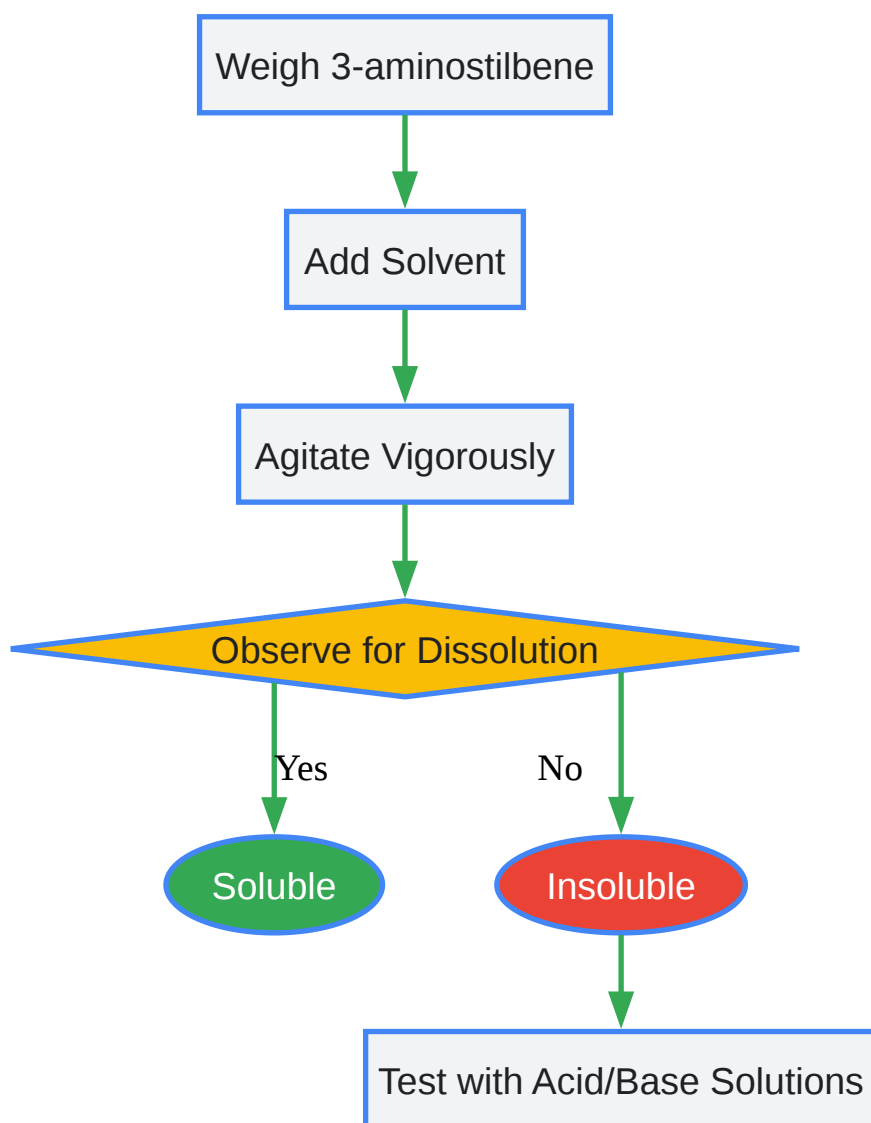 Weigh 3-aminostilbene
Add Solvent
Agitate Vigorously
Observe for Dissolution
Yes
No
Soluble
Insoluble
Test with Acid/Base Solutions